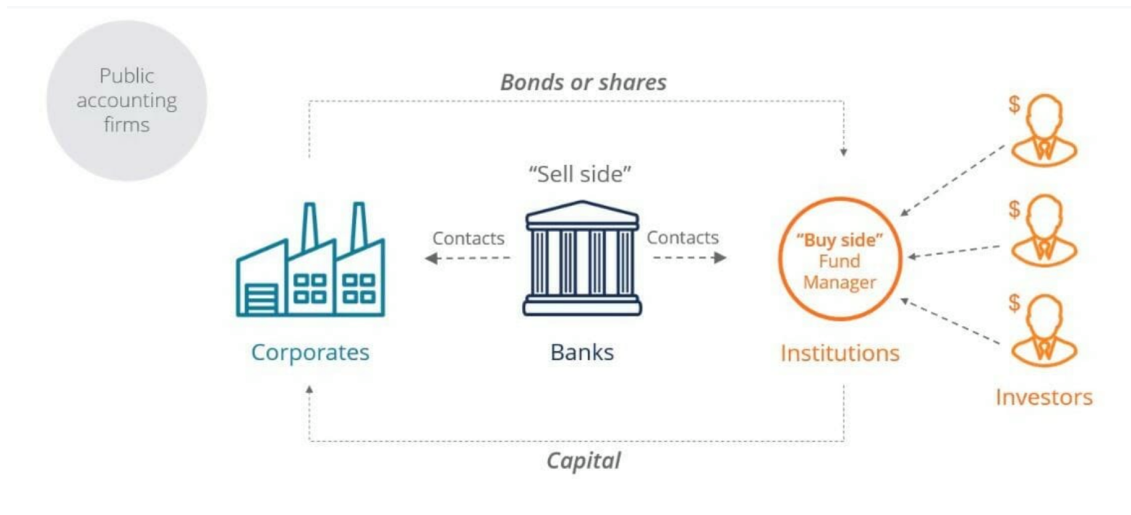 Public
accounting
firms
Bonds or shares
$
“Sell side”
$
Contacts
Contacts
“Buy side”
Fund
Manager
$
Corporates
Banks
Institutions
Investors
Capital